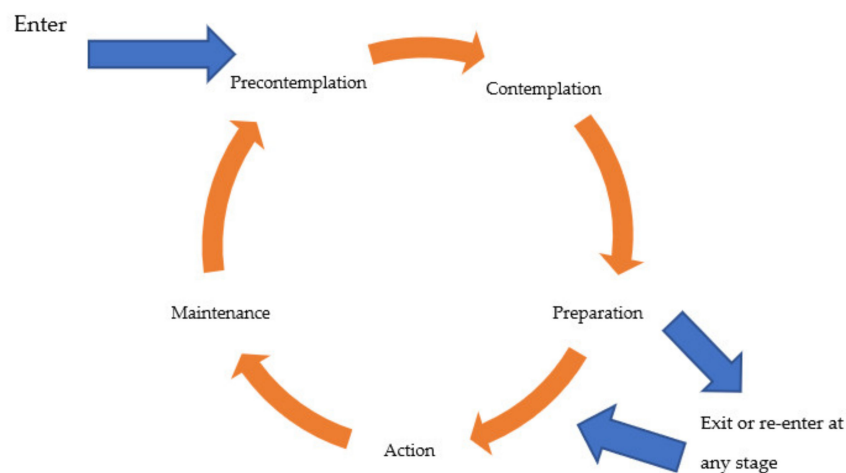 Enter
Precontemplation
Contemplation
Maintenance
Preparation
Exit or re-enter at
any stage
Action